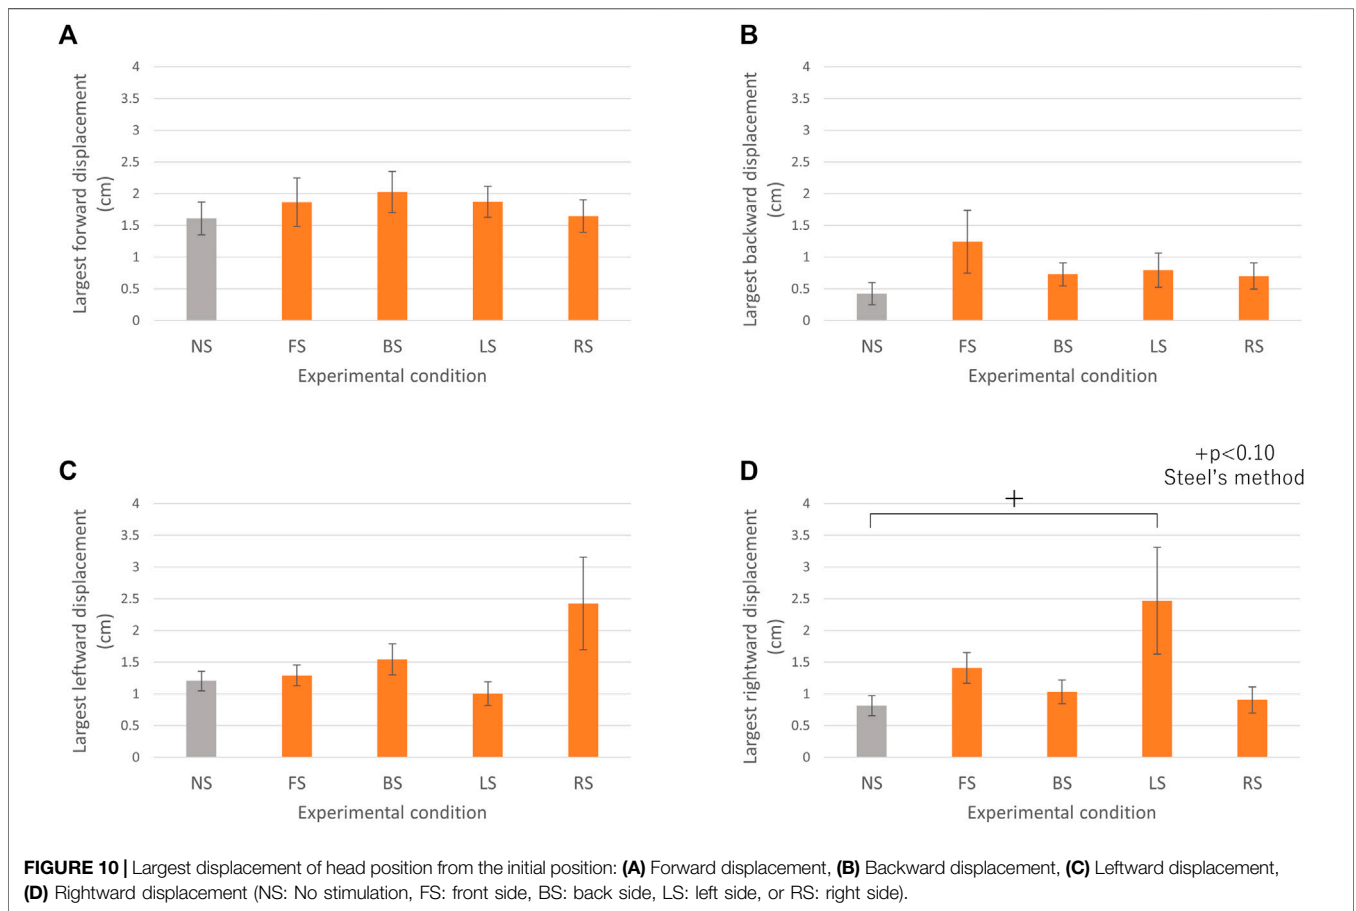 A
Largest forward displacement
(cm)
4
3.5
3
2.5
2
1.5
1
0.5
0
NS FS BS LS RS
Experimental condition
B
Largest backward displacement
(cm)
4
3.5
3
2.5
2
1.5
1
0.5
0
NS FS BS LS RS
Experimental condition
C
Largest leftward displacement
(cm)
4
3.5
3
2.5
2
1.5
1
0.5
0
NS FS BS LS RS
Experimental condition
D
+p<0.10
Steel's method
+
Largest rightward displacement
(cm)
4
3.5
3
2.5
2
1.5
1
0.5
0
NS FS BS LS RS
Experimental condition
FIGURE 10 | Largest displacement of head position from the initial position: (A) Forward displacement, (B) Backward displacement, (C) Leftward displacement,
(D) Rightward displacement (NS: No stimulation, FS: front side, BS: back side, LS: left side, or RS: right side).